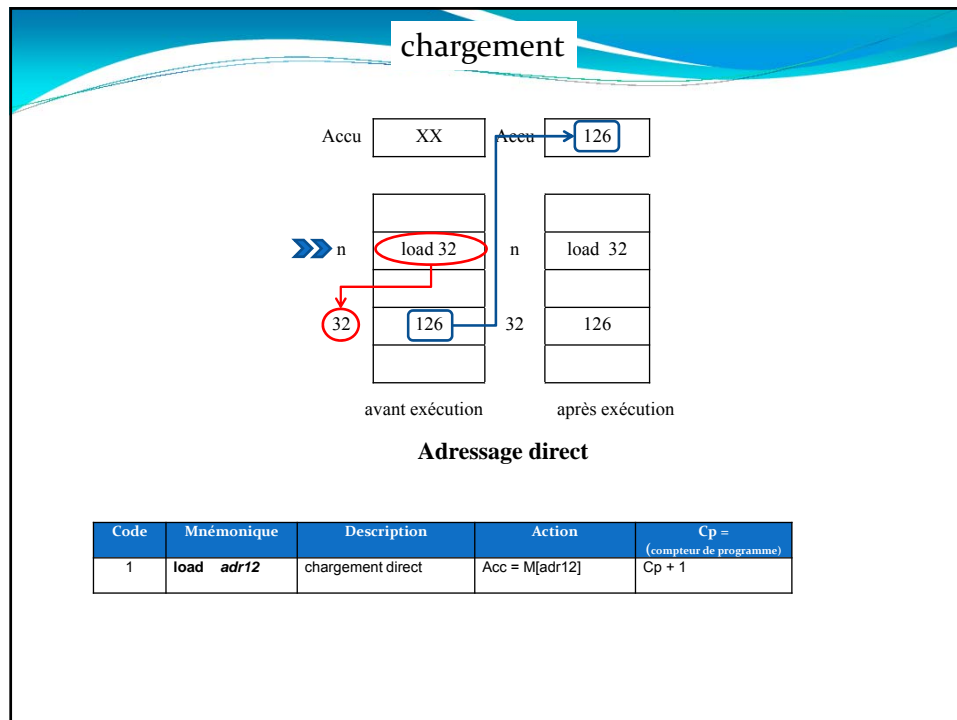 chargement
Accu XX Accu 126
n load 32 n load 32
32 126 32 126
avant exécution après exécution
Adressage direct
Code Mnémonique Description Action Cp =
(compteur de programme)
1 load adr12 chargement direct Acc = M[adr12] Cp + 1